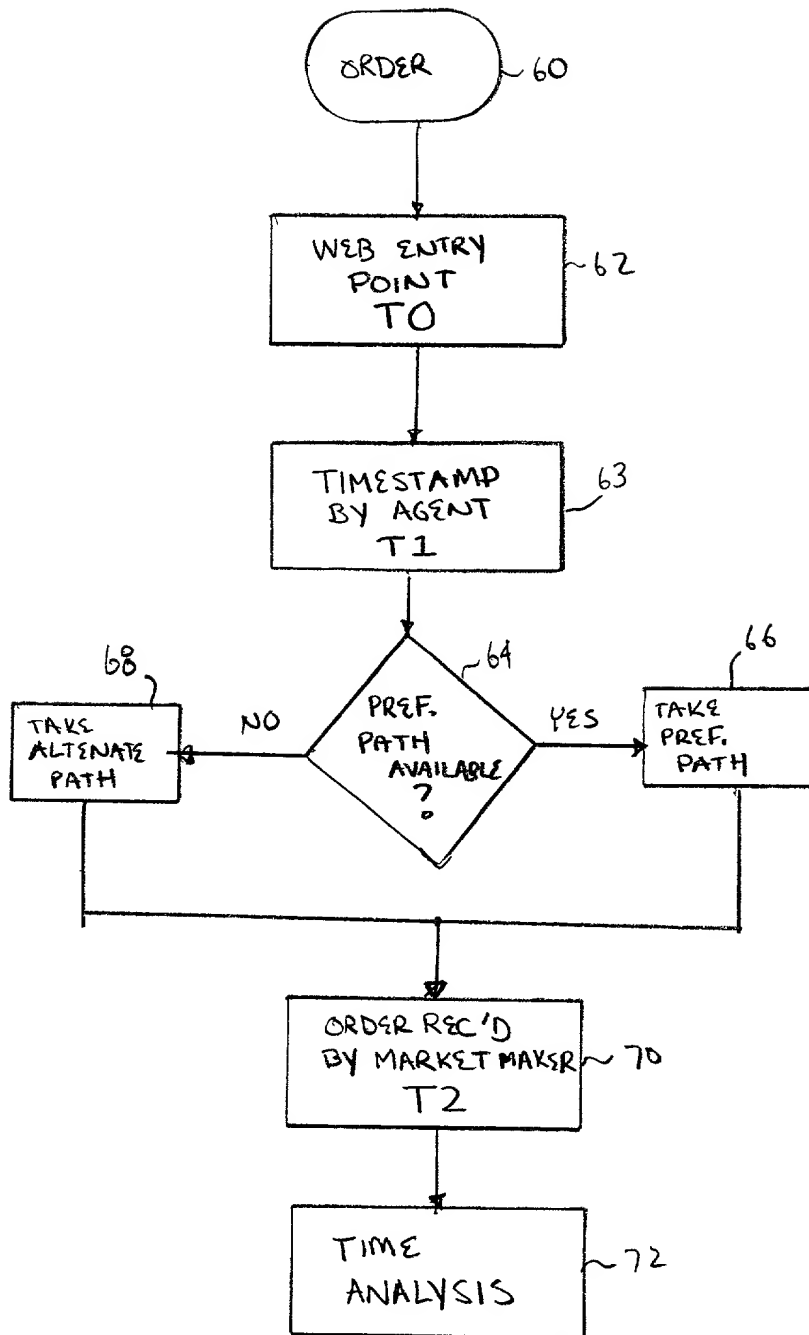 ORDER
60
WEB ENTRY
POINT
T0
62
TIMESTAMP
BY AGENT
T1
63
68
64
66
TAKE
ALTENATE
PATH
NO
PREF.
PATH
AVAILABLE
?
YES
TAKE
PREF.
PATH
ORDER REC'D
BY MARKET MAKER
T2
70
TIME
ANALYSIS
72